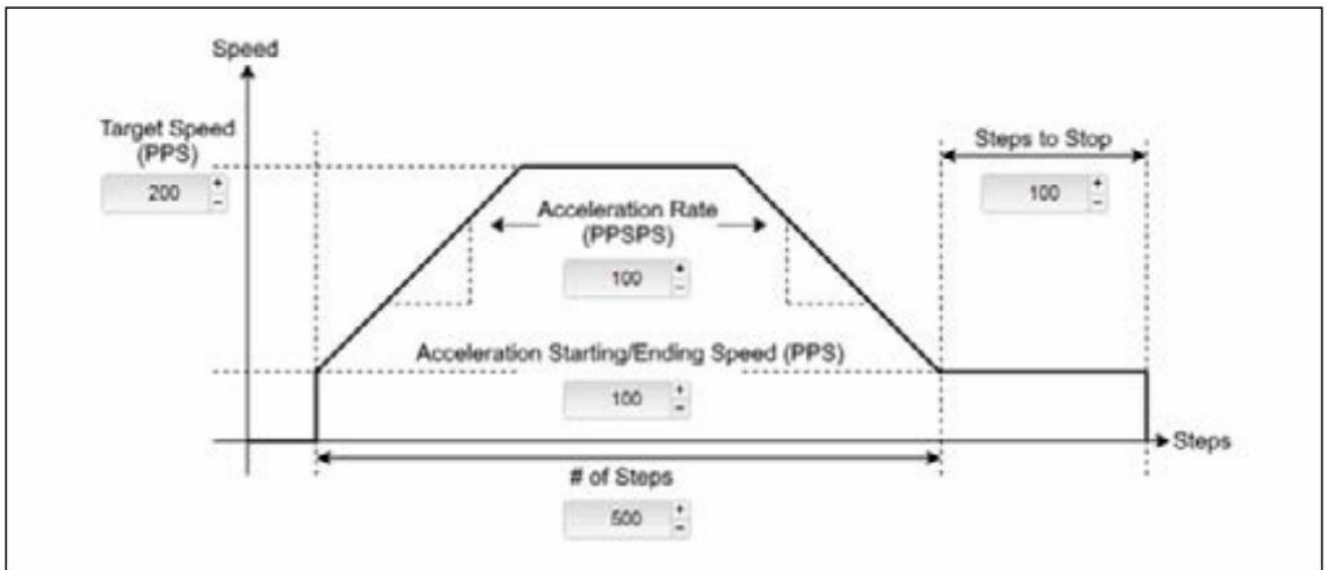 Speed
Target Speed
(PPS)
200
+
-
Steps to Stop
100
+
-
Acceleration Rate
(PPSPS)
100
+
-
Acceleration Starting/Ending Speed (PPS)
100
+
-
Steps
# of Steps
500
+
-